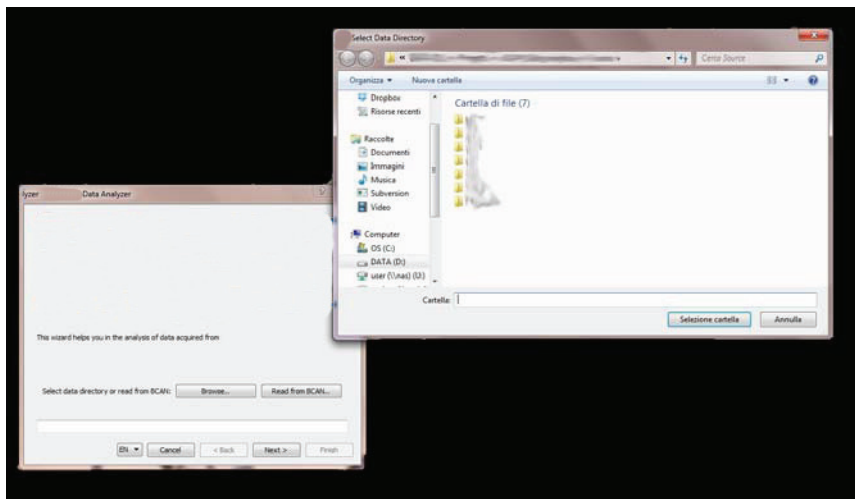 Select Data Directory
Organizza
Nuova cartella
Dropbox
Risorse recenti
Raccolte
Documenti
Immagini
Musica
Subversion
Video
Computer
OS (C:)
DATA (D:)
user (\\nas) (U:)
Cartella di file (7)
Cartella:
Selezione cartella
Annulla
lyzer
Data Analyzer
This wizard helps you in the analysis of data acquired from
Select data directory or read from BCAN:
Browse...
Read from BCAN...
EN
Cancel
< Back
Next >
Finish